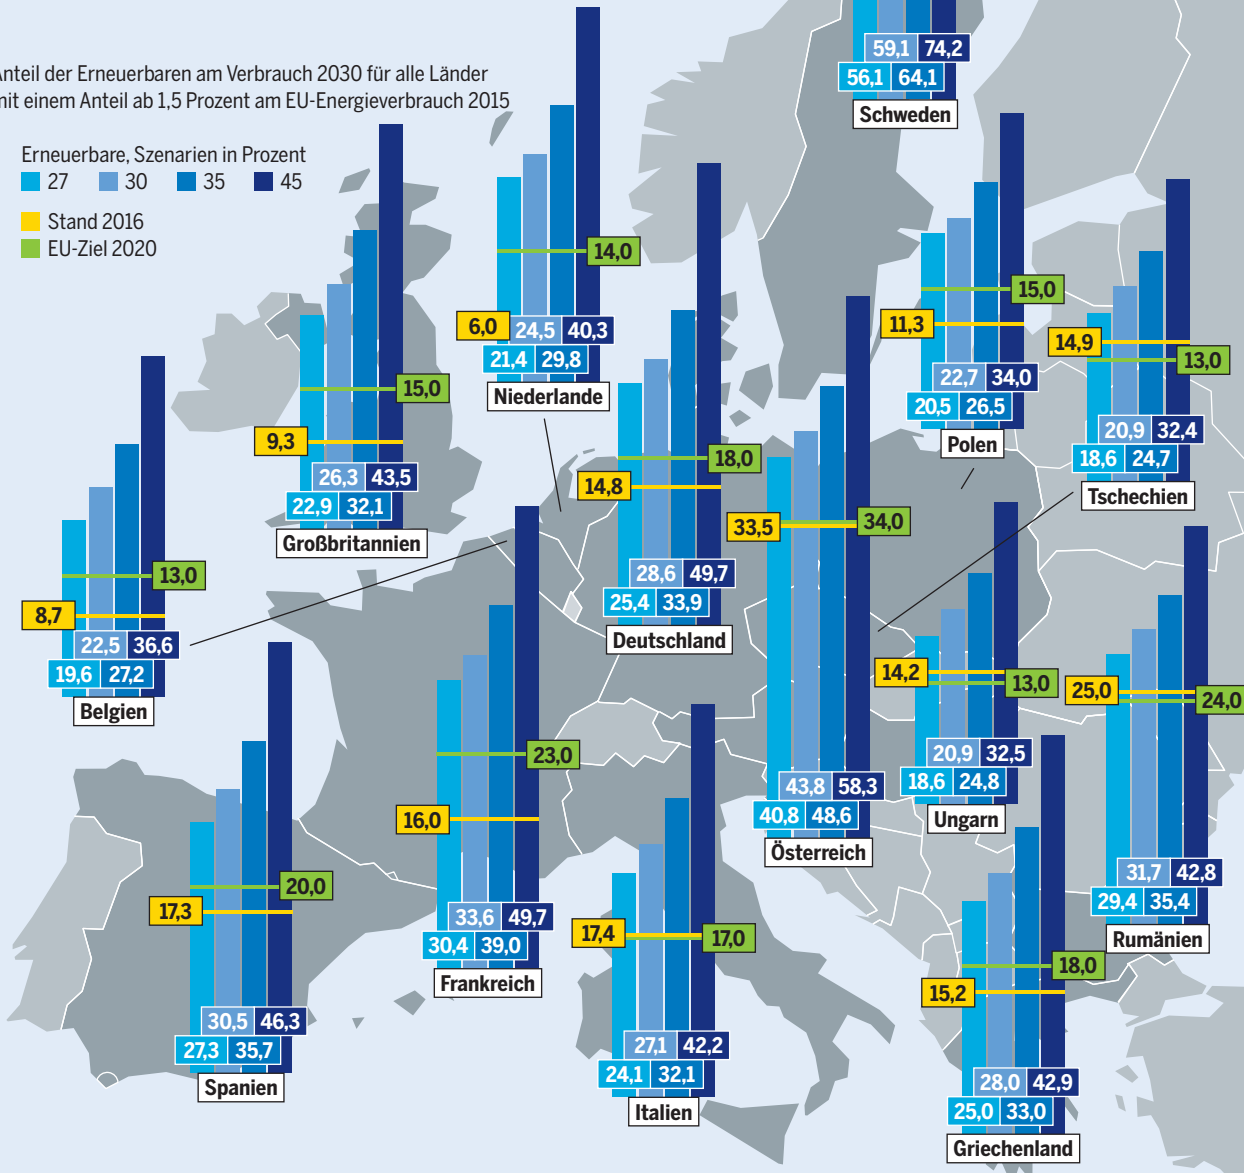 Anteil der Erneuerbaren am Verbrauch 2030 für alle Länder
mit einem Anteil ab 1,5 Prozent am EU-Energieverbrauch 2015
Erneuerbare, Szenarien in Prozent
27 30 35 45
Stand 2016
EU-Ziel 2020
59,1 74,2
56,1 64,1
Schweden
14,0
6,0 24,5 40,3
21,4 29,8
Niederlande
15,0
9,3
26,3 43,5
22,9 32,1
Großbritannien
15,0
11,3
22,7 34,0
20,5 26,5
Polen
14,9
13,0
20,9 32,4
18,6 24,7
Tschechien
18,0
14,8
28,6 49,7
25,4 33,9
Deutschland
33,5 34,0
43,8 58,3
40,8 48,6
Österreich
13,0
8,7
22,5 36,6
19,6 27,2
Belgien
14,2
13,0
20,9 32,5
18,6 24,8
Ungarn
25,0
24,0
31,7 42,8
29,4 35,4
Rumänien
23,0
16,0
33,6 49,7
30,4 39,0
Frankreich
20,0
17,3
30,5 46,3
27,3 35,7
Spanien
17,4 17,0
27,1 42,2
24,1 32,1
Italien
18,0
15,2
28,0 42,9
25,0 33,0
Griechenland